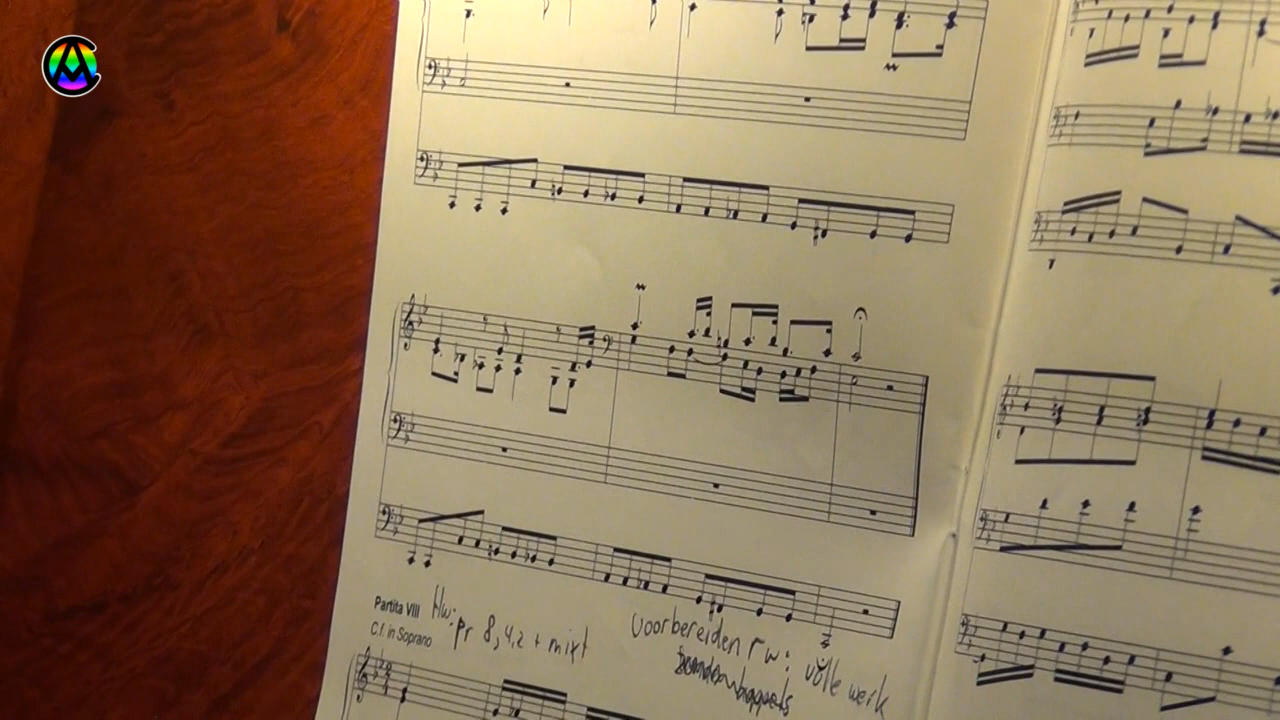 Partita VIII
C.f. in Soprano
Hw:
pr 8, 4, 2 + mixt
voorbereiden rw:
volle werk